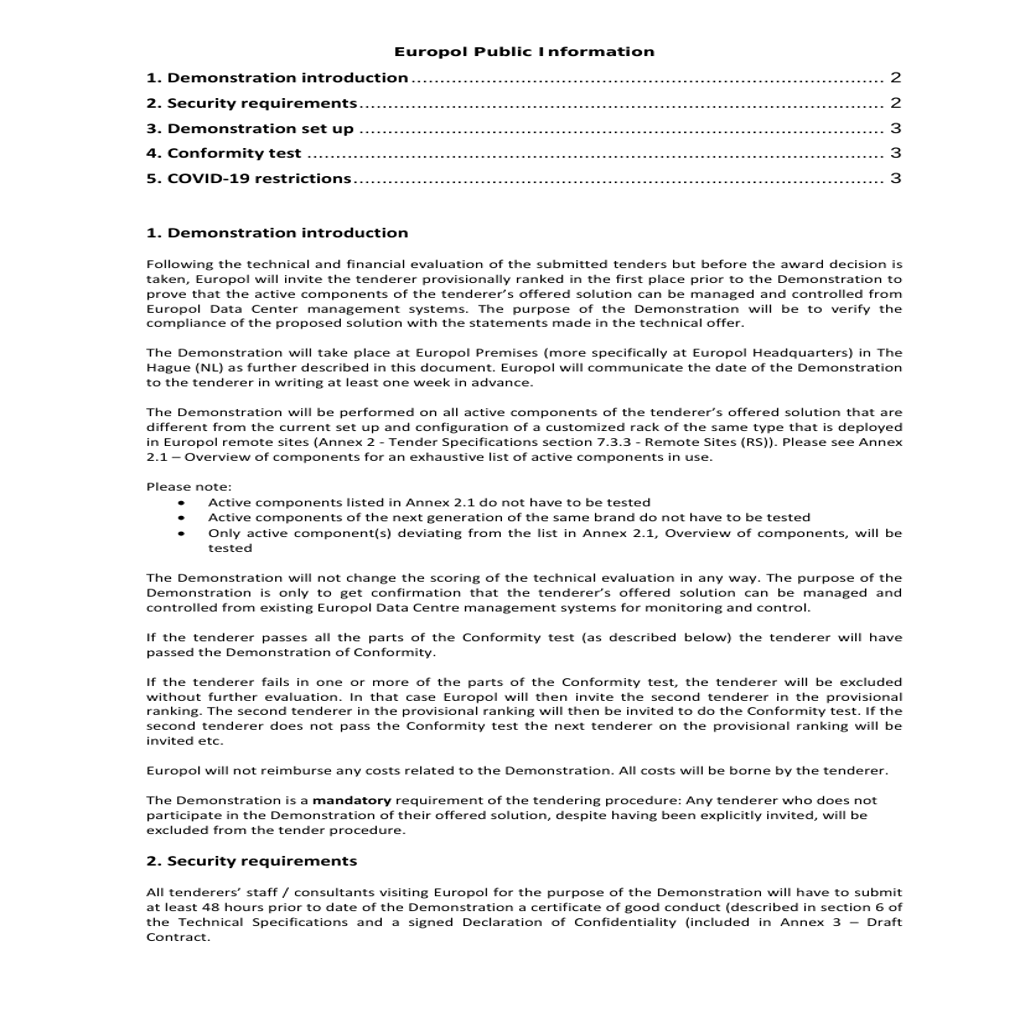 Europol Public Information
1. Demonstration introduction.................................................................................... 2
2. Security requirements............................................................................................ 2
3. Demonstration set up ............................................................................................ 3
4. Conformity test ..................................................................................................... 3
5. COVID-19 restrictions............................................................................................. 3
1. Demonstration introduction
Following the technical and financial evaluation of the submitted tenders but before the award decision is
taken, Europol will invite the tenderer provisionally ranked in the first place prior to the Demonstration to
prove that the active components of the tenderer's offered solution can be managed and controlled from
Europol Data Center management systems. The purpose of the Demonstration will be to verify the
compliance of the proposed solution with the statements made in the technical offer.
The Demonstration will take place at Europol Premises (more specifically at Europol Headquarters) in The
Hague (NL) as further described in this document. Europol will communicate the date of the Demonstration
to the tenderer in writing at least one week in advance.
The Demonstration will be performed on all active components of the tenderer's offered solution that are
different from the current set up and configuration of a customized rack of the same type that is deployed
in Europol remote sites (Annex 2 - Tender Specifications section 7.3.3 - Remote Sites (RS)). Please see Annex
2.1 – Overview of components for an exhaustive list of active components in use.
Please note:
• Active components listed in Annex 2.1 do not have to be tested
• Active components of the next generation of the same brand do not have to be tested
• Only active component(s) deviating from the list in Annex 2.1, Overview of components, will be
tested
The Demonstration will not change the scoring of the technical evaluation in any way. The purpose of the
Demonstration is only to get confirmation that the tenderer's offered solution can be managed and
controlled from existing Europol Data Centre management systems for monitoring and control.
If the tenderer passes all the parts of the Conformity test (as described below) the tenderer will have
passed the Demonstration of Conformity.
If the tenderer fails in one or more of the parts of the Conformity test, the tenderer will be excluded
without further evaluation. In that case Europol will then invite the second tenderer in the provisional
ranking. The second tenderer in the provisional ranking will then be invited to do the Conformity test. If the
second tenderer does not pass the Conformity test the next tenderer on the provisional ranking will be
invited etc.
Europol will not reimburse any costs related to the Demonstration. All costs will be borne by the tenderer.
The Demonstration is a mandatory requirement of the tendering procedure: Any tenderer who does not
participate in the Demonstration of their offered solution, despite having been explicitly invited, will be
excluded from the tender procedure.
2. Security requirements
All tenderers' staff / consultants visiting Europol for the purpose of the Demonstration will have to submit
at least 48 hours prior to date of the Demonstration a certificate of good conduct (described in section 6 of
the Technical Specifications and a signed Declaration of Confidentiality (included in Annex 3 – Draft
Contract.